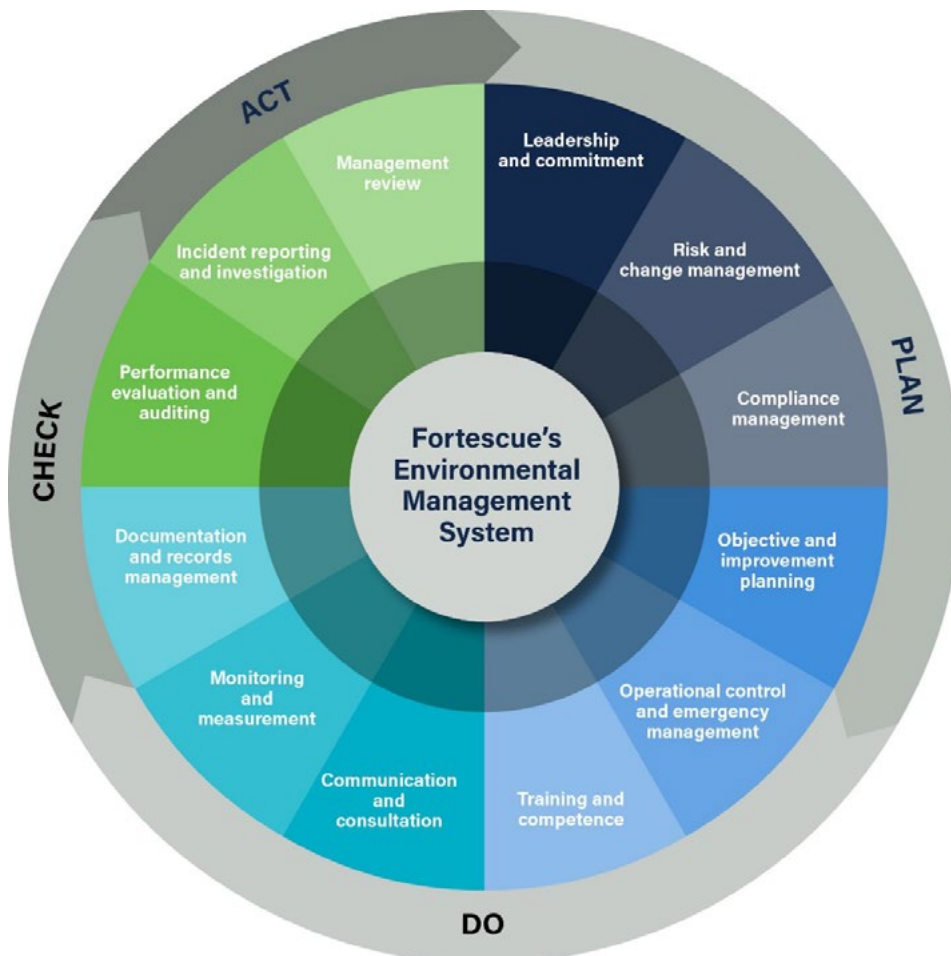 ACT
PLAN
DO
CHECK
Leadership
and commitment
Risk and
change management
Compliance
management
Objective and
improvement
planning
Operational control
and emergency
management
Training and
competence
Communication
and
consultation
Monitoring
and
measurement
Documentation
and records
management
Performance
evaluation and
auditing
Incident reporting
and investigation
Management
review
Fortescue's
Environmental
Management
System